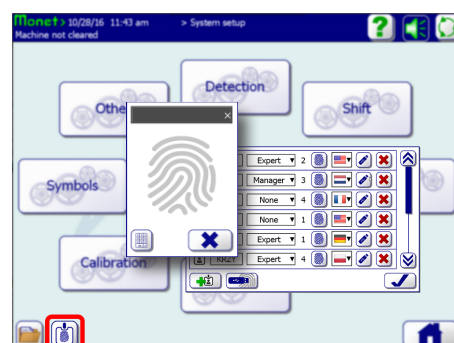 Monet> 10/28/16 11:43 am > System setup
Machine not cleared
Detection
Othe
Shift
×
Expert 2
Manager 3
Symbols
None 4
None 1
Expert 1
Calibration
KRZY Expert 4